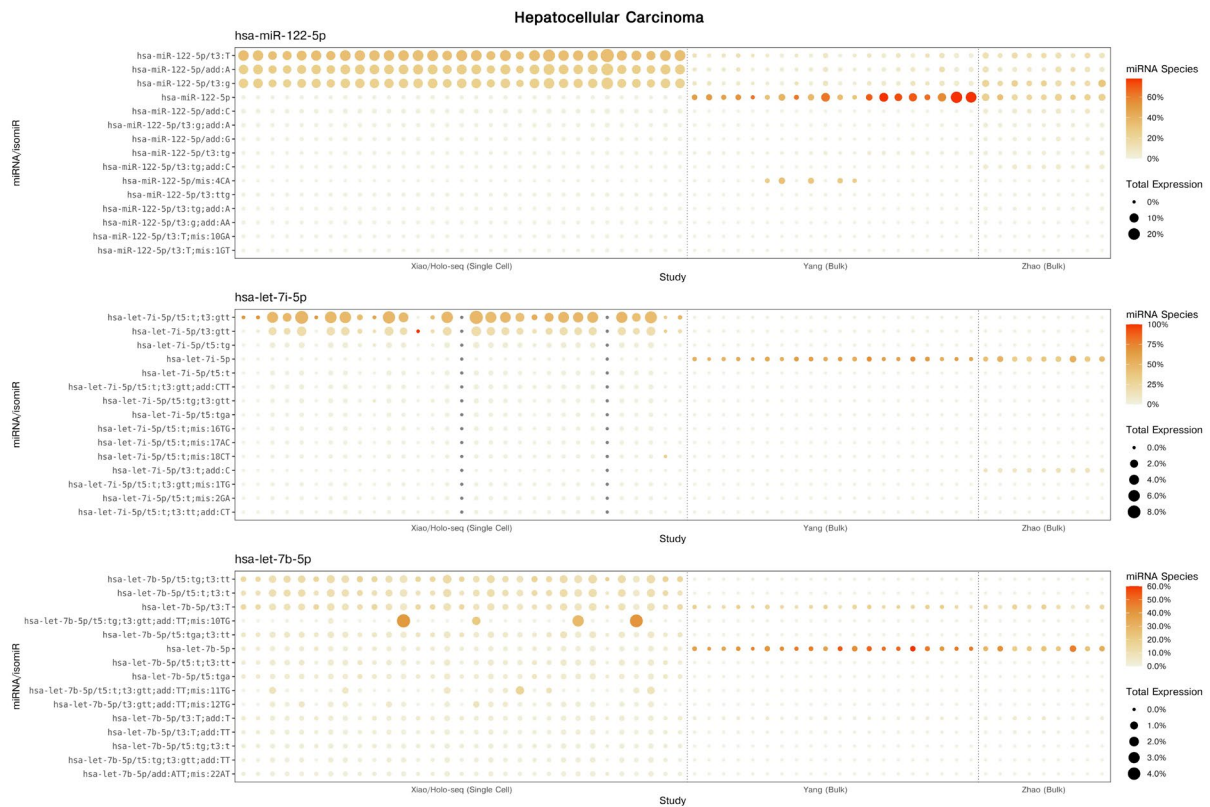 Hepatocellular Carcinoma
hsa-miR-122-5p
miRNA/isomiR
hsa-miR-122-5p/t3:T
hsa-miR-122-5p/add:A
hsa-miR-122-5p/t3:g
hsa-miR-122-5p
hsa-miR-122-5p/add:C
hsa-miR-122-5p/t3:g;add:A
hsa-miR-122-5p/add:G
hsa-miR-122-5p/t3:tg
hsa-miR-122-5p/t3:tg;add:C
hsa-miR-122-5p/mis:4CA
hsa-miR-122-5p/t3:ttg
hsa-miR-122-5p/t3:tg;add:A
hsa-miR-122-5p/t3:g;add:AA
hsa-miR-122-5p/t3:T;mis:10GA
hsa-miR-122-5p/t3:T;mis:1GT
Xiao/Holo-seq (Single Cell)
Yang (Bulk)
Zhao (Bulk)
Study
miRNA Species
60%
40%
20%
0%
Total Expression
0%
10%
20%
hsa-let-7i-5p
miRNA/isomiR
hsa-let-7i-5p/t5:t;t3:gtt
hsa-let-7i-5p/t3:gtt
hsa-let-7i-5p/t5:tg
hsa-let-7i-5p
hsa-let-7i-5p/t5:t
hsa-let-7i-5p/t5:t;t3:gtt;add:CTT
hsa-let-7i-5p/t5:tg;t3:gtt
hsa-let-7i-5p/t5:tga
hsa-let-7i-5p/t5:t;mis:16TG
hsa-let-7i-5p/t5:t;mis:17AC
hsa-let-7i-5p/t5:t;mis:18CT
hsa-let-7i-5p/t3:t;add:C
hsa-let-7i-5p/t5:t;t3:gtt;mis:1TG
hsa-let-7i-5p/t5:t;mis:2GA
hsa-let-7i-5p/t5:t;t3:tt;add:CT
Xiao/Holo-seq (Single Cell)
Yang (Bulk)
Zhao (Bulk)
Study
miRNA Species
100%
75%
50%
25%
0%
Total Expression
0.0%
2.0%
4.0%
6.0%
8.0%
hsa-let-7b-5p
miRNA/isomiR
hsa-let-7b-5p/t5:tg;t3:tt
hsa-let-7b-5p/t5:t;t3:t
hsa-let-7b-5p/t3:T
hsa-let-7b-5p/t5:tg;t3:gtt;add:TT;mis:10TG
hsa-let-7b-5p/t5:tga;t3:tt
hsa-let-7b-5p
hsa-let-7b-5p/t5:t;t3:tt
hsa-let-7b-5p/t5:tga
hsa-let-7b-5p/t5:t;t3:gtt;add:TT;mis:11TG
hsa-let-7b-5p/t3:gtt;add:TT;mis:12TG
hsa-let-7b-5p/t3:T;add:T
hsa-let-7b-5p/t3:T;add:TT
hsa-let-7b-5p/t5:tg;t3:t
hsa-let-7b-5p/t5:tg;t3:gtt;add:TT
hsa-let-7b-5p/add:ATT;mis:22AT
Xiao/Holo-seq (Single Cell)
Yang (Bulk)
Zhao (Bulk)
Study
miRNA Species
60.0%
50.0%
40.0%
30.0%
20.0%
10.0%
0.0%
Total Expression
0.0%
1.0%
2.0%
3.0%
4.0%